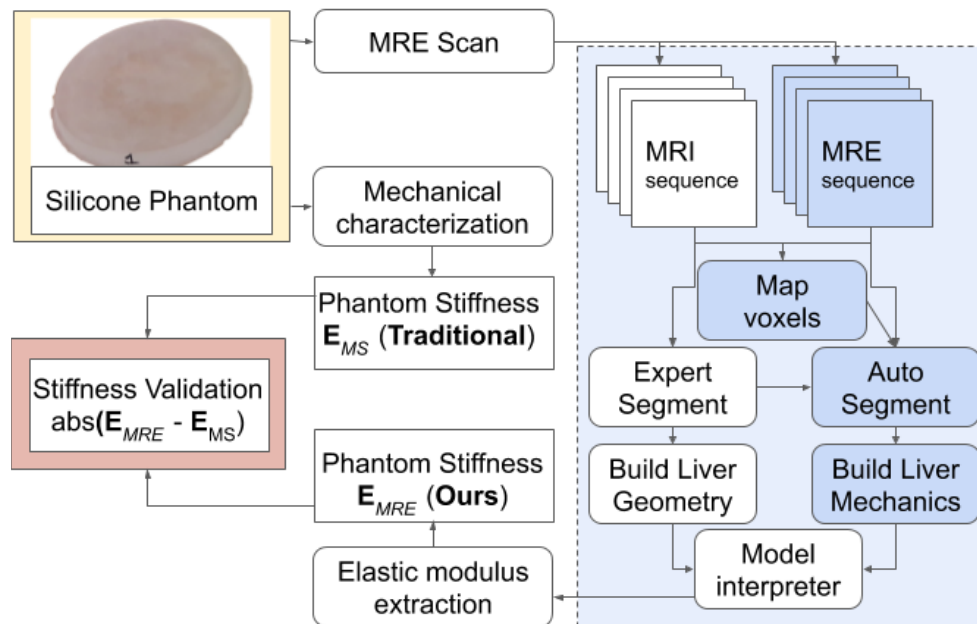 MRE Scan
1
Silicone Phantom
Mechanical
characterization
Phantom Stiffness
E_MS (Traditional)
Stiffness Validation
abs(E_MRE - E_MS)
Phantom Stiffness
E_MRE (Ours)
Elastic modulus
extraction
MRI
sequence
MRE
sequence
Map
voxels
Expert
Segment
Auto
Segment
Build Liver
Geometry
Build Liver
Mechanics
Model
interpreter